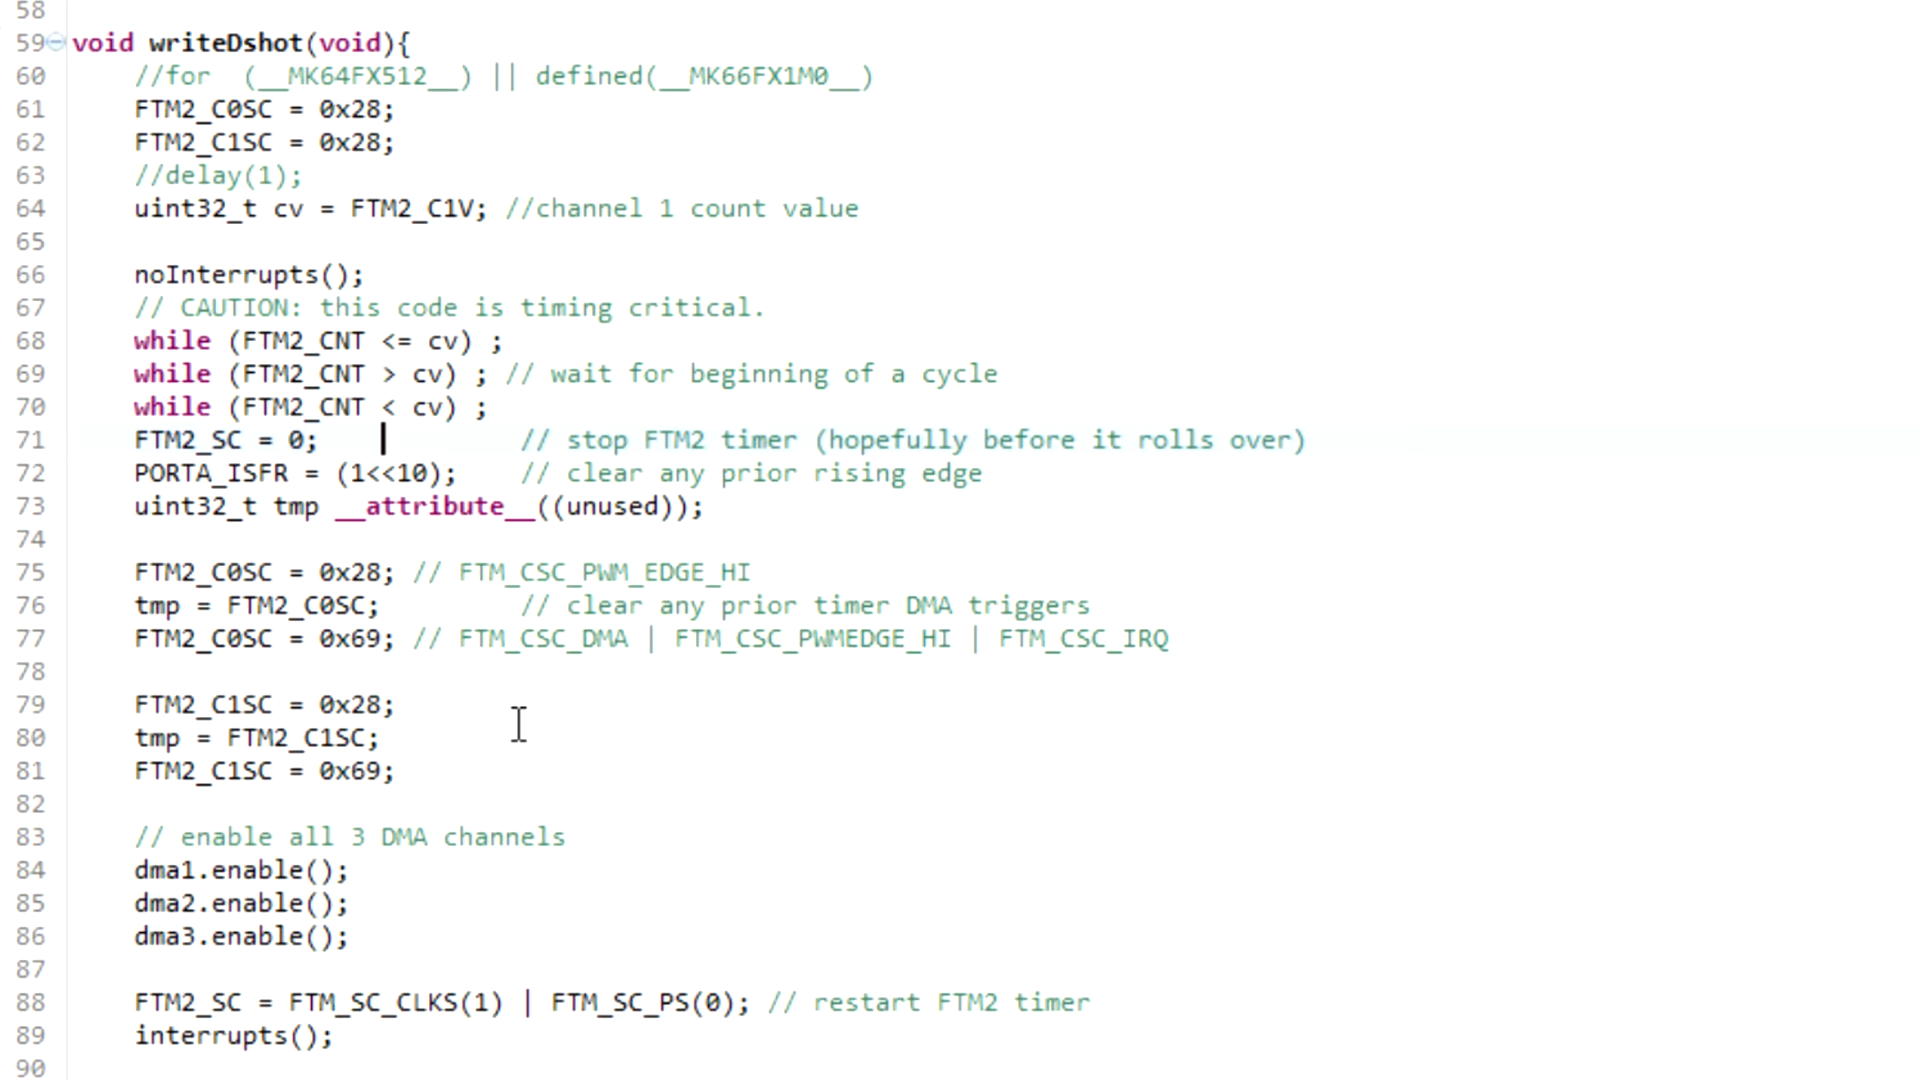 58
59 void writeDshot(void){
60 //for  (__MK64FX512__) || defined(__MK66FX1M0__)
61 FTM2_C0SC = 0x28;
62 FTM2_C1SC = 0x28;
63 //delay(1);
64 uint32_t cv = FTM2_C1V; //channel 1 count value
65
66 noInterrupts();
67 // CAUTION: this code is timing critical.
68 while (FTM2_CNT <= cv) ;
69 while (FTM2_CNT > cv) ; // wait for beginning of a cycle
70 while (FTM2_CNT < cv) ;
71 FTM2_SC = 0; // stop FTM2 timer (hopefully before it rolls over)
72 PORTA_ISFR = (1<<10); // clear any prior rising edge
73 uint32_t tmp __attribute__((unused));
74
75 FTM2_C0SC = 0x28; // FTM_CSC_PWM_EDGE_HI
76 tmp = FTM2_C0SC; // clear any prior timer DMA triggers
77 FTM2_C0SC = 0x69; // FTM_CSC_DMA | FTM_CSC_PWMEDGE_HI | FTM_CSC_IRQ
78
79 FTM2_C1SC = 0x28;
80 tmp = FTM2_C1SC;
81 FTM2_C1SC = 0x69;
82
83 // enable all 3 DMA channels
84 dma1.enable();
85 dma2.enable();
86 dma3.enable();
87
88 FTM2_SC = FTM_SC_CLKS(1) | FTM_SC_PS(0); // restart FTM2 timer
89 interrupts();
90